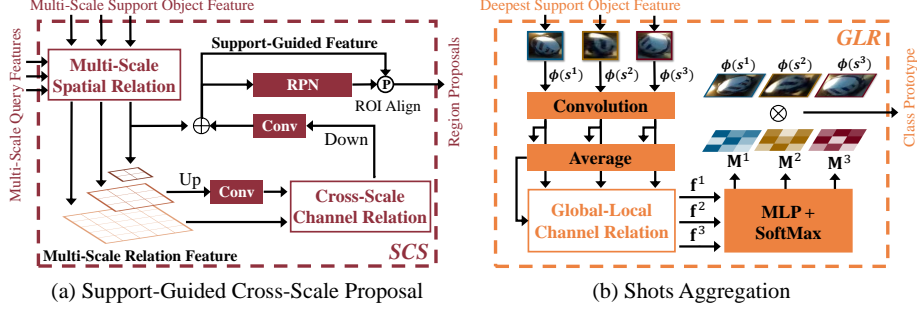 Multi-Scale Support Object Feature
Multi-Scale Query Features
Multi-Scale
Spatial Relation
Support-Guided Feature
RPN
P
ROI Align
Region Proposals
Conv
Down
Up
Conv
Cross-Scale
Channel Relation
Multi-Scale Relation Feature
SCS
(a) Support-Guided Cross-Scale Proposal
Deepest Support Object Feature
GLR
ϕ(s¹) ϕ(s²) ϕ(s³)
Convolution
Average
Global-Local
Channel Relation
f¹
f²
f³
MLP +
SoftMax
M¹ M² M³
ϕ(s¹) ϕ(s²) ϕ(s³)
⊗
Class Prototype
(b) Shots Aggregation